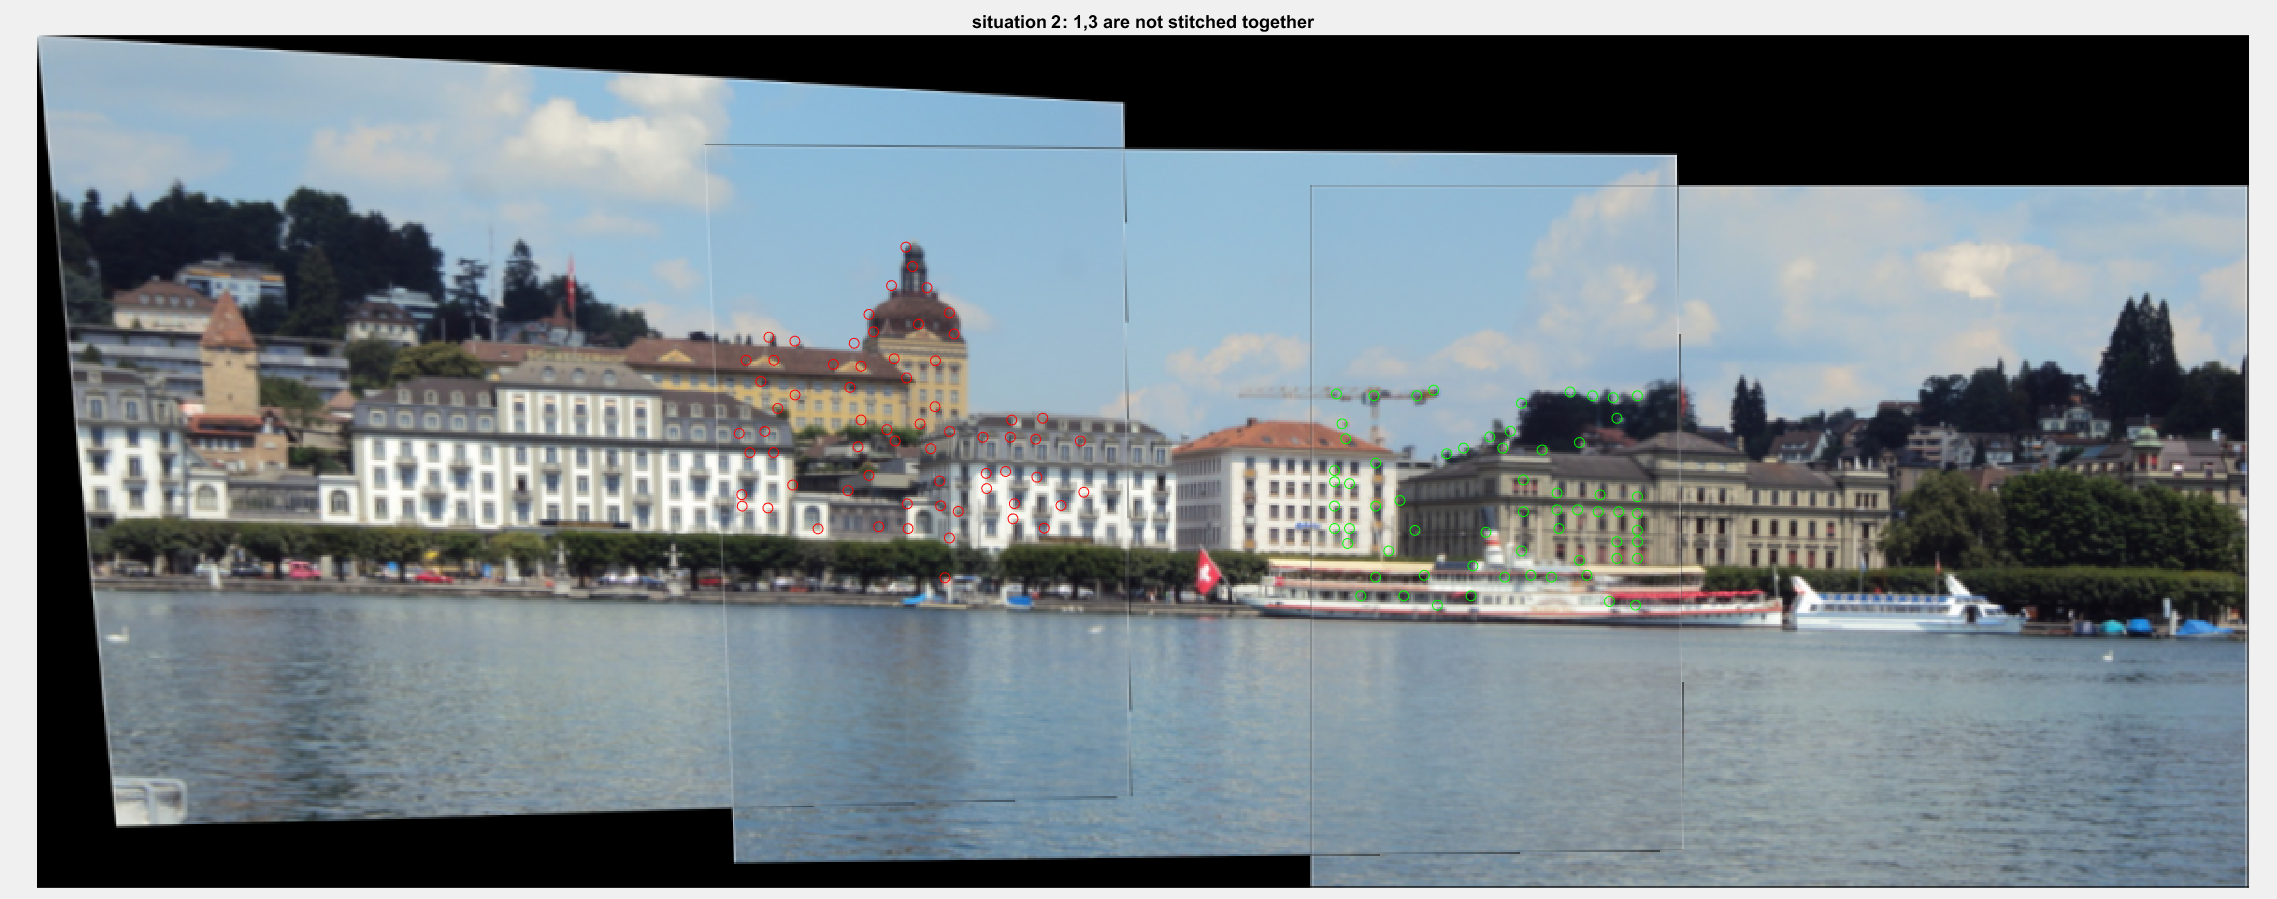 situation 2: 1,3 are not stitched together